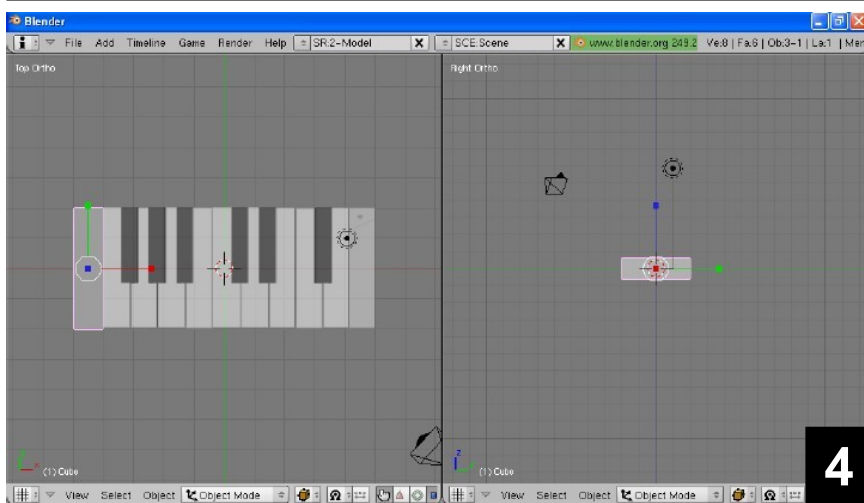 Blender
File Add Timeline Game Render Help SR:2-Model X SCE:Scene X www.blender.org 249.2 Ve:8 | Fa:6 | Ob:3-1 | La:1 | Mem
Top Ortho Right Ortho
x z
(1) Cube (1) Cube
View Select Object Object Mode View Select Object Object Mode
4